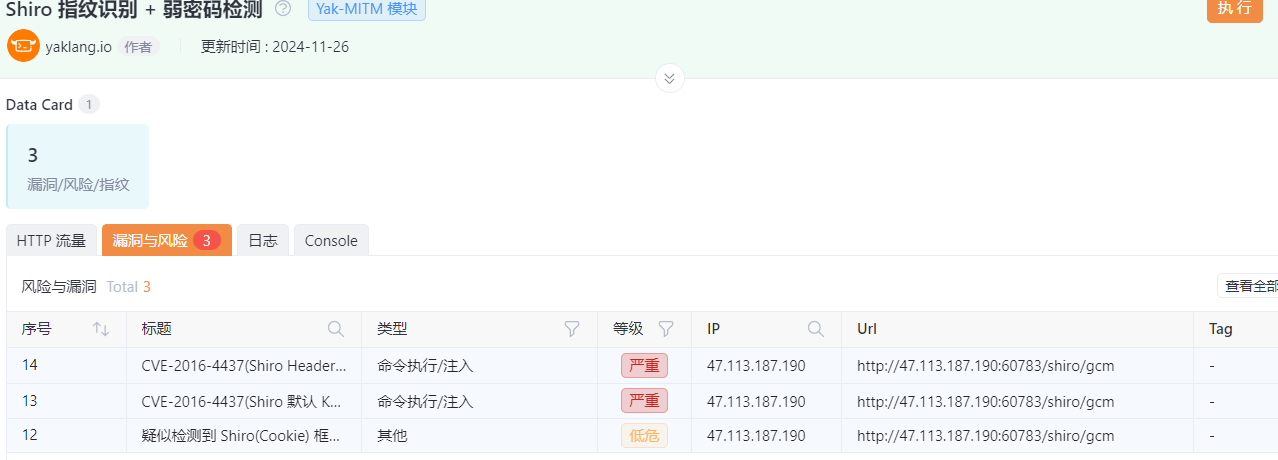 Shiro 指纹识别 + 弱密码检测 Yak-MITM 模块 执行
yaklang.io 作者 更新时间 : 2024-11-26
Data Card 1
3
漏洞/风险/指纹
HTTP 流量 漏洞与风险 3 日志 Console
风险与漏洞 Total 3 查看全部
序号 标题 类型 等级 IP Url Tag
14 CVE-2016-4437(Shiro Header... 命令执行/注入 严重 47.113.187.190 http://47.113.187.190:60783/shiro/gcm -
13 CVE-2016-4437(Shiro 默认 K... 命令执行/注入 严重 47.113.187.190 http://47.113.187.190:60783/shiro/gcm -
12 疑似检测到 Shiro(Cookie) 框... 其他 低危 47.113.187.190 http://47.113.187.190:60783/shiro/gcm -